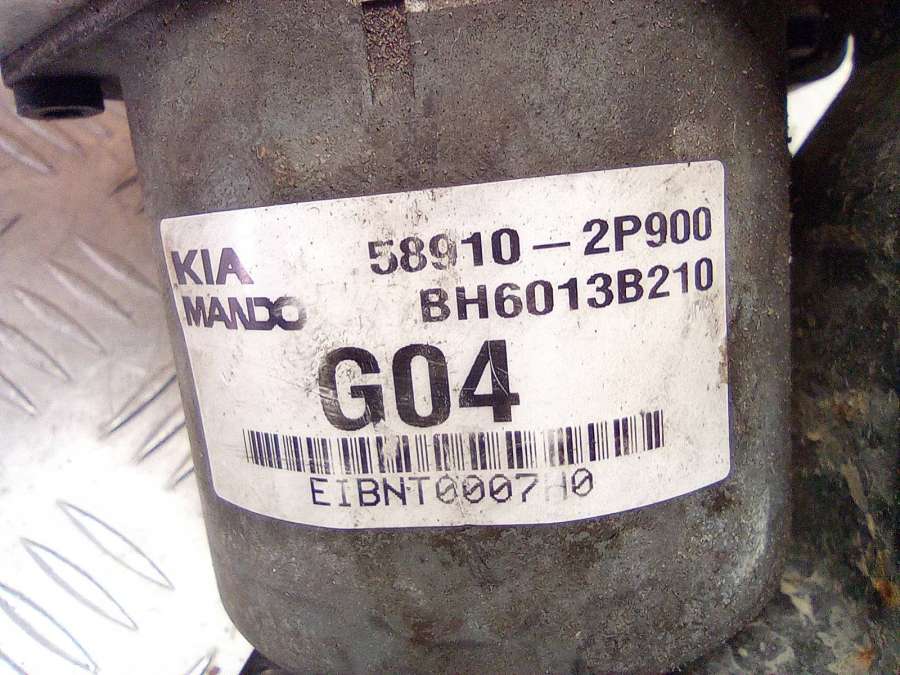 KIA 58910-2P900
MANDO BH6013B210
G04
EIBNT0007H0